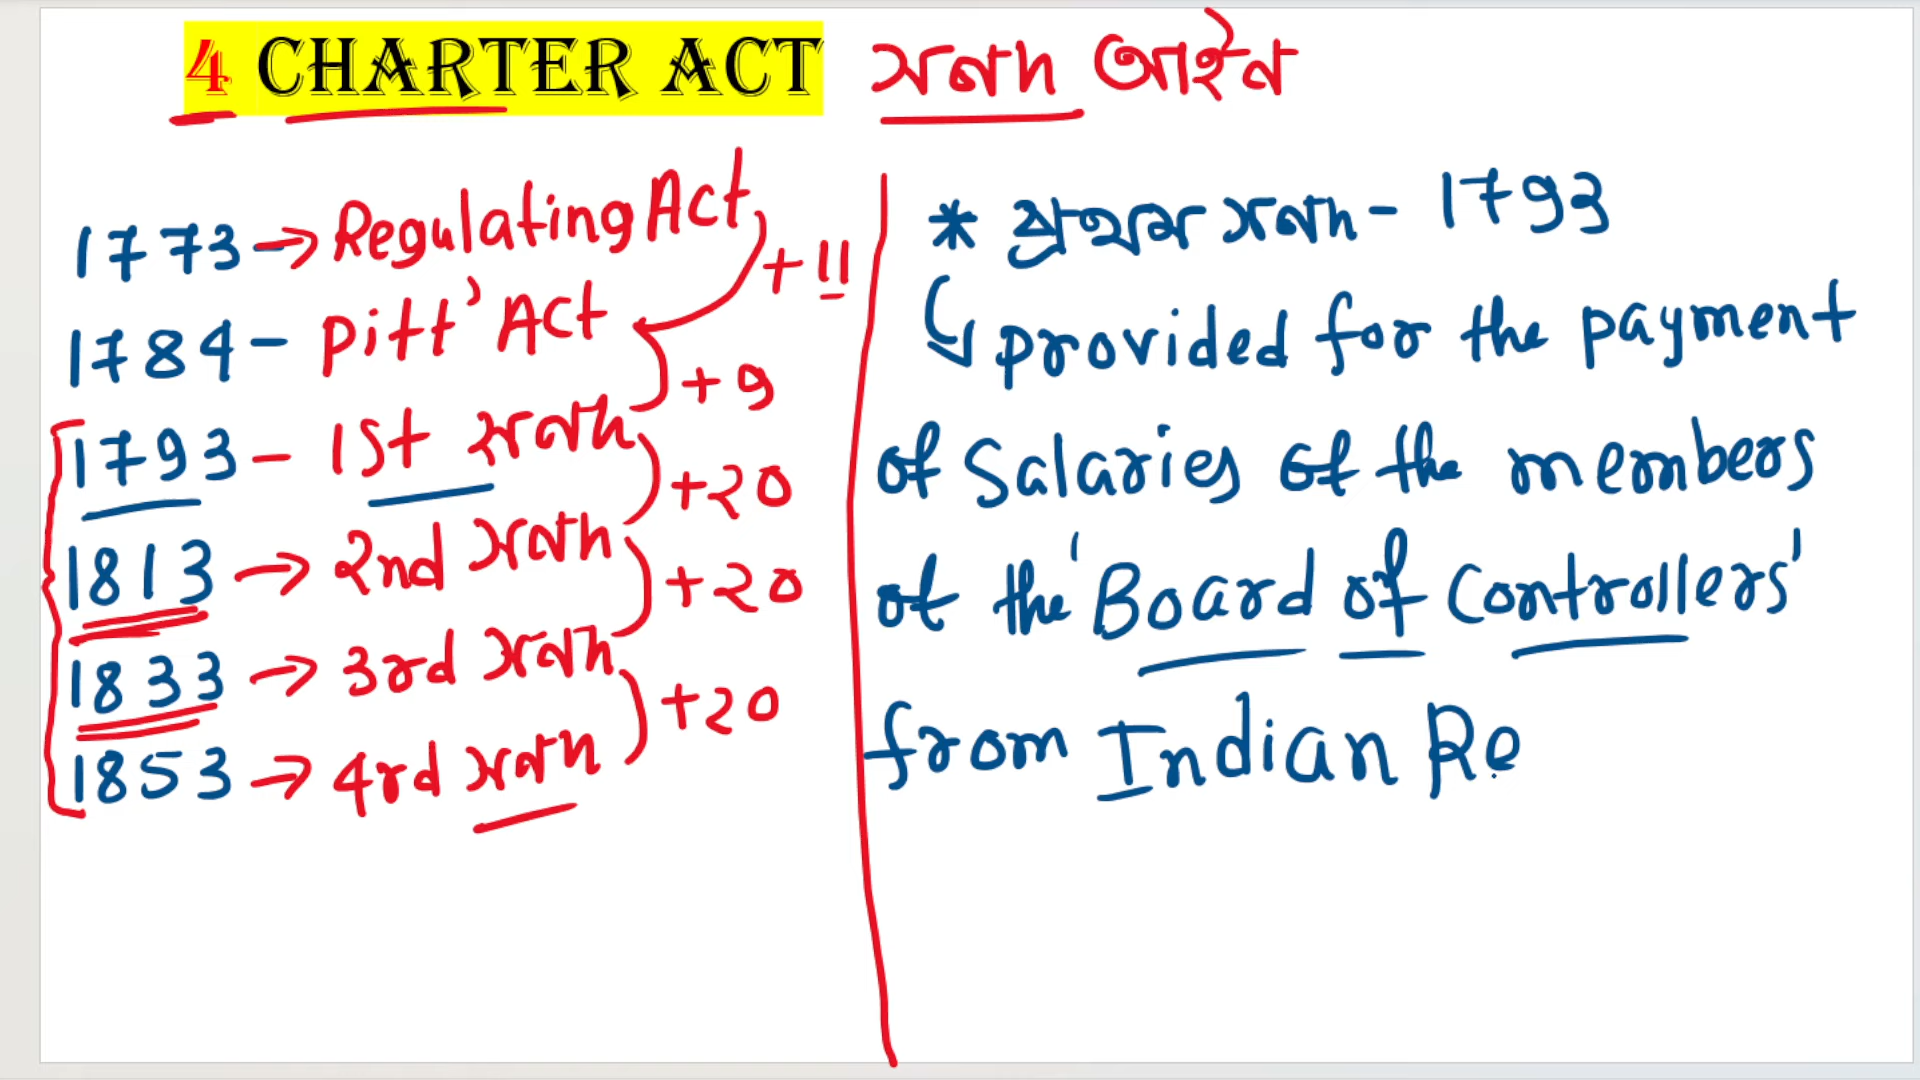 4 CHARTER ACT সনদ আইন
1773 → Regulating Act
+11
1784 - Pitt' Act
+9
1793 - 1st সনদ
+20
1813 → 2nd সনদ
+20
1833 → 3rd সনদ
+20
1853 → 4rd সনদ
* প্রথম সনদ - 1793
↳ provided for the payment
of Salaries of the members
of the 'Board of Controllers'
from Indian Re